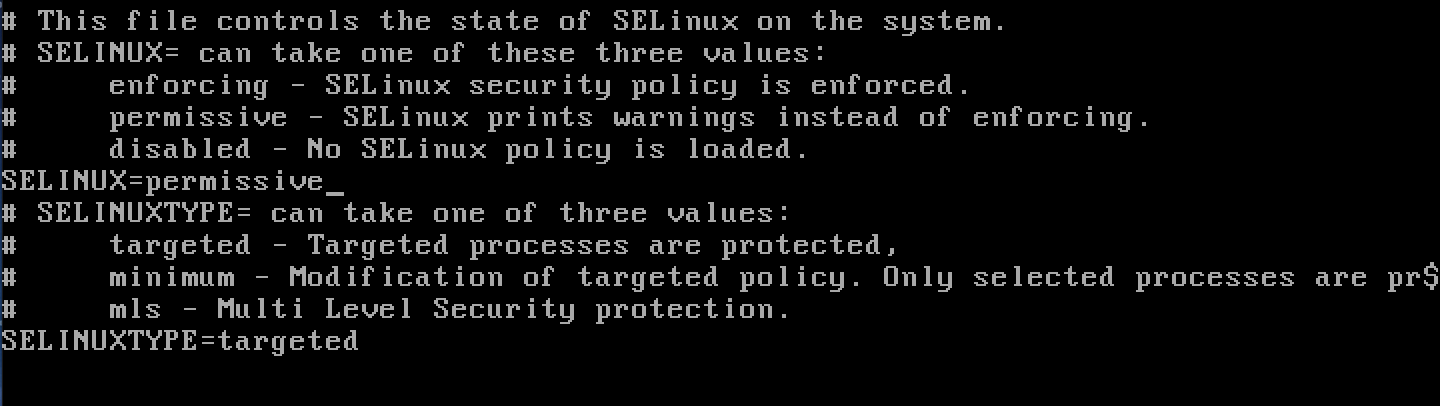 # This file controls the state of SELinux on the system.
# SELINUX= can take one of these three values:
#     enforcing - SELinux security policy is enforced.
#     permissive - SELinux prints warnings instead of enforcing.
#     disabled - No SELinux policy is loaded.
SELINUX=permissive_
# SELINUXTYPE= can take one of three values:
#     targeted - Targeted processes are protected,
#     minimum - Modification of targeted policy. Only selected processes are pr$
#     mls - Multi Level Security protection.
SELINUXTYPE=targeted